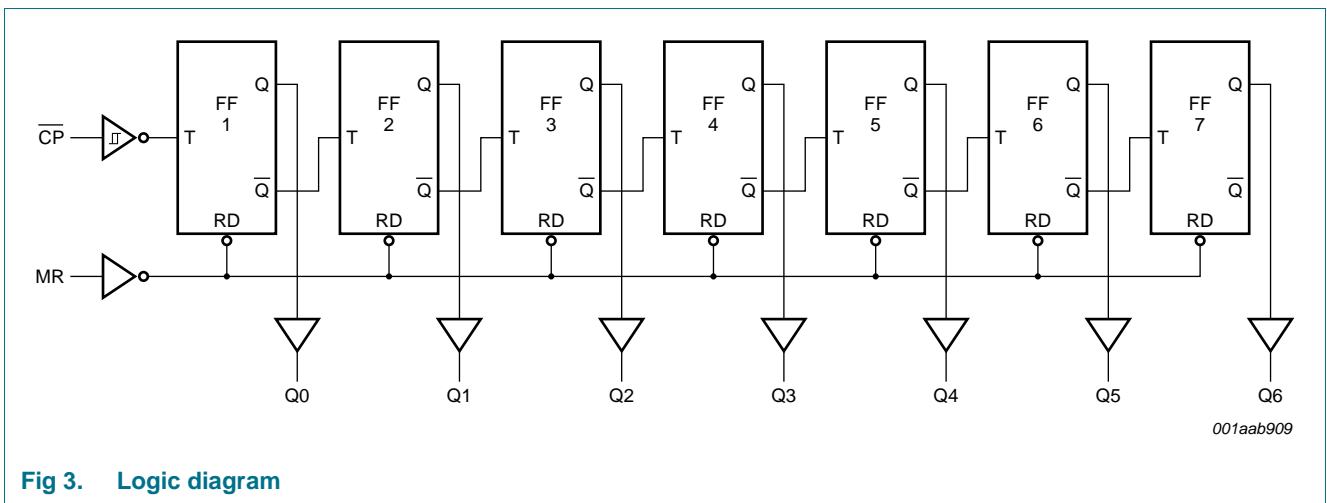 Q Q Q Q Q Q Q
FF FF FF FF FF FF FF
1 2 3 4 5 6 7
C̅P̅ T T T T T T T
Q̅ Q̅ Q̅ Q̅ Q̅ Q̅ Q̅
RD RD RD RD RD RD RD
MR
Q0 Q1 Q2 Q3 Q4 Q5 Q6
001aab909
Fig 3. Logic diagram